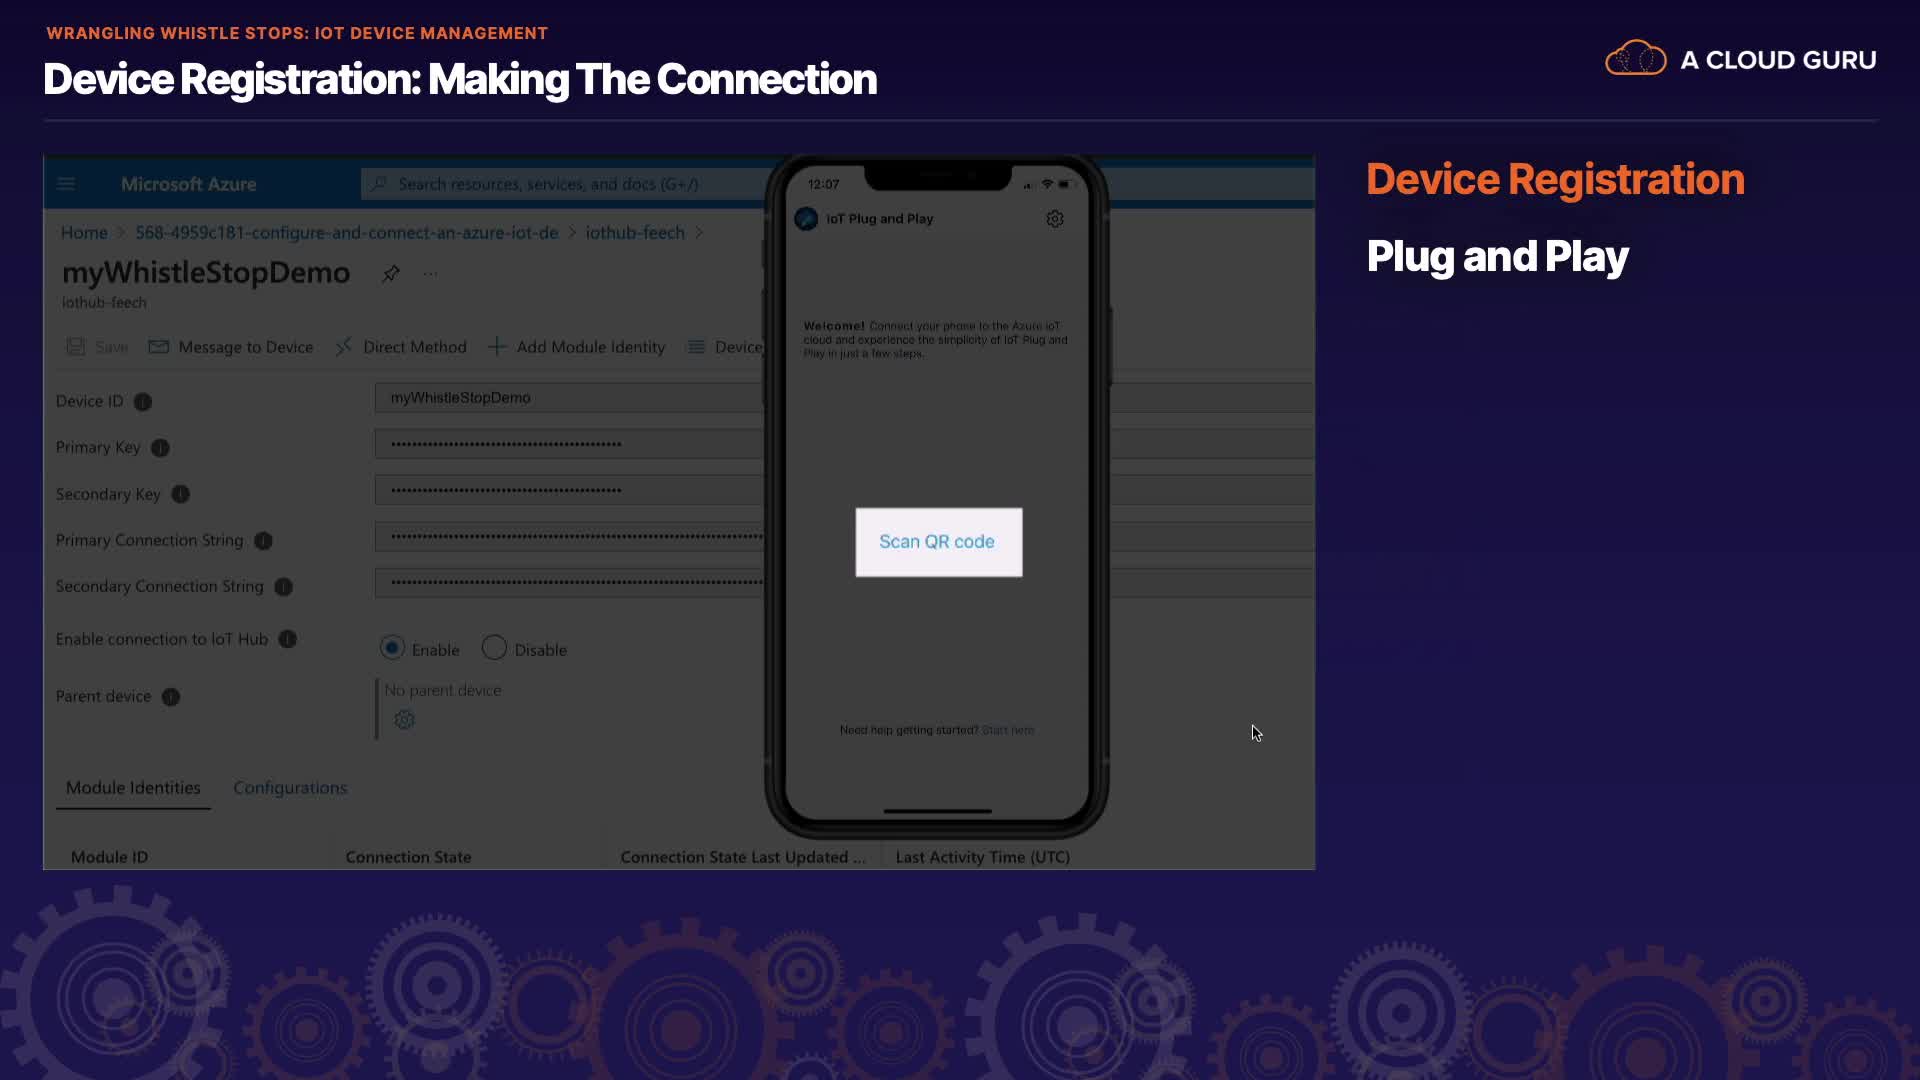 WRANGLING WHISTLE STOPS: IOT DEVICE MANAGEMENT
Device Registration: Making The Connection
A CLOUD GURU
Microsoft Azure
Search resources, services, and docs (G+/)
Home > 568-4959c181-configure-and-connect-an-azure-iot-de > iothub-feech >
myWhistleStopDemo ...
iothub-feech
Save Message to Device Direct Method Add Module Identity Device
Device ID
myWhistleStopDemo
Primary Key
Secondary Key
Primary Connection String
Secondary Connection String
Enable connection to IoT Hub
Enable Disable
Parent device
No parent device
Module Identities Configurations
Module ID Connection State Connection State Last Updated ... Last Activity Time (UTC)
12:07
IoT Plug and Play
Welcome! Connect your phone to the Azure IoT
cloud and experience the simplicity of IoT Plug and
Play in just a few steps.
Scan QR code
Need help getting started? Start here
Device Registration
Plug and Play